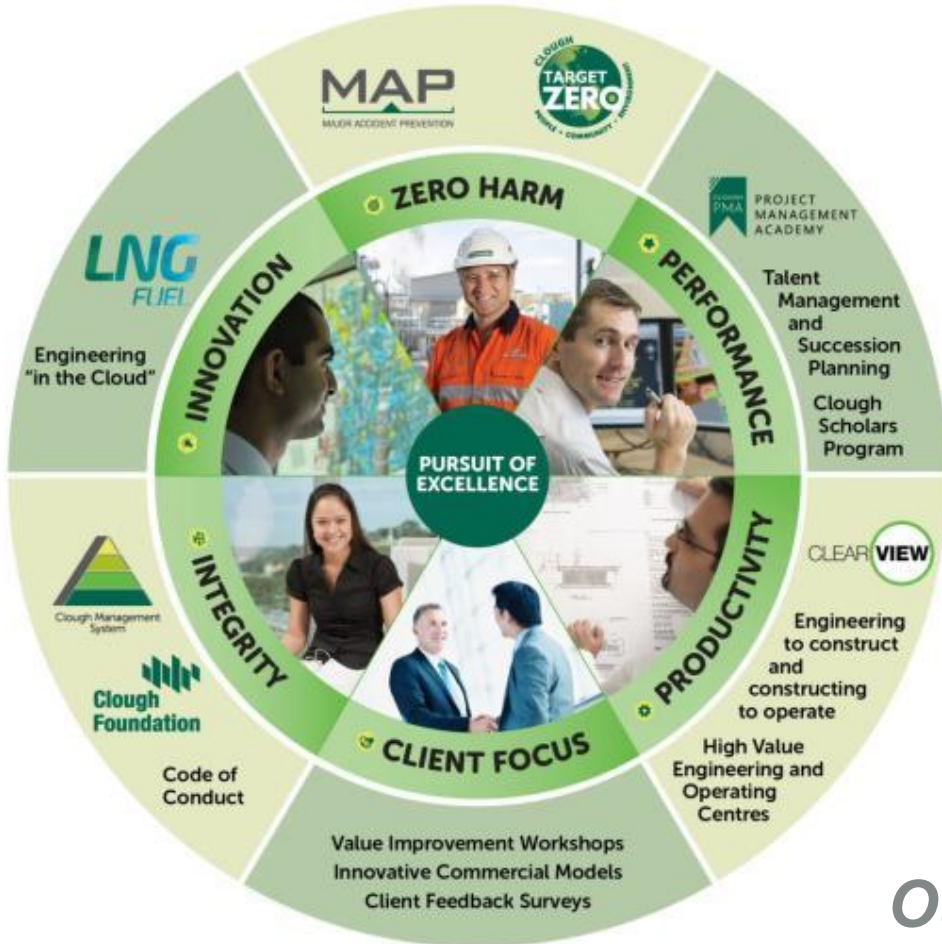 MAP
MAJOR ACCIDENT PREVENTION
CLOUGH
TARGET
ZERO
PEOPLE • COMMUNITY • ENVIRONMENT
ZERO HARM
PMA
PROJECT
MANAGEMENT
ACADEMY
PERFORMANCE
Talent
Management
and
Succession
Planning
Clough
Scholars
Program
LNG
FUEL
INNOVATION
Engineering
"in the Cloud"
PURSUIT OF
EXCELLENCE
CLEARVIEW
PRODUCTIVITY
Engineering
to construct
and
constructing
to operate
High Value
Engineering and
Operating
Centres
Clough Management
System
INTEGRITY
Clough
Foundation
Code of
Conduct
CLIENT FOCUS
Value Improvement Workshops
Innovative Commercial Models
Client Feedback Surveys
O